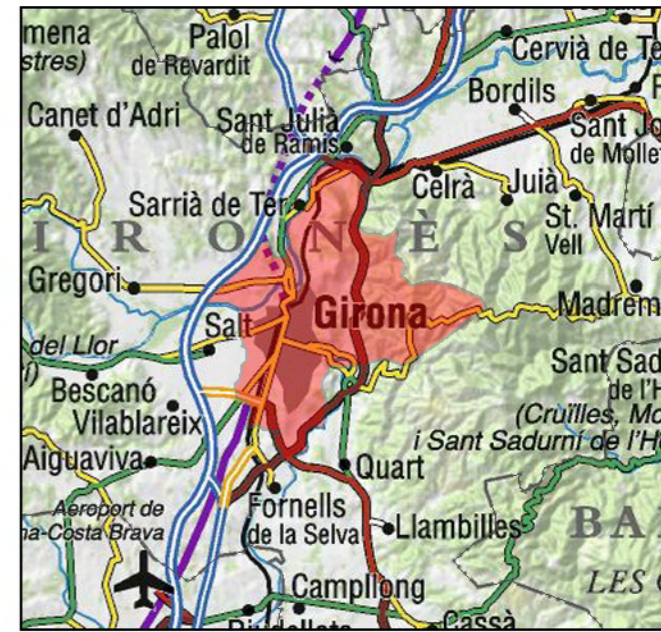 mena
stres)
Palol
de Revardit
Cervià de Te
Bordils
Canet d'Adri
Sant Julià
de Ramis
Sant Jo
de Molle
Celrà
Juià
Sarrià de Ter
St. Martí
Vell
I R O N È S
Gregori
Madrem
Girona
Salt
del Llor
í)
Sant Sad
de l'H
Bescanó
(Cruïlles, Mo
Vilablareix
i Sant Sadurní de l'H
Aiguaviva
Quart
Aeroport de
na-Costa Brava
Fornells
de la Selva
Llambilles
BA
LES
Campllong
Riudellots
Cassà